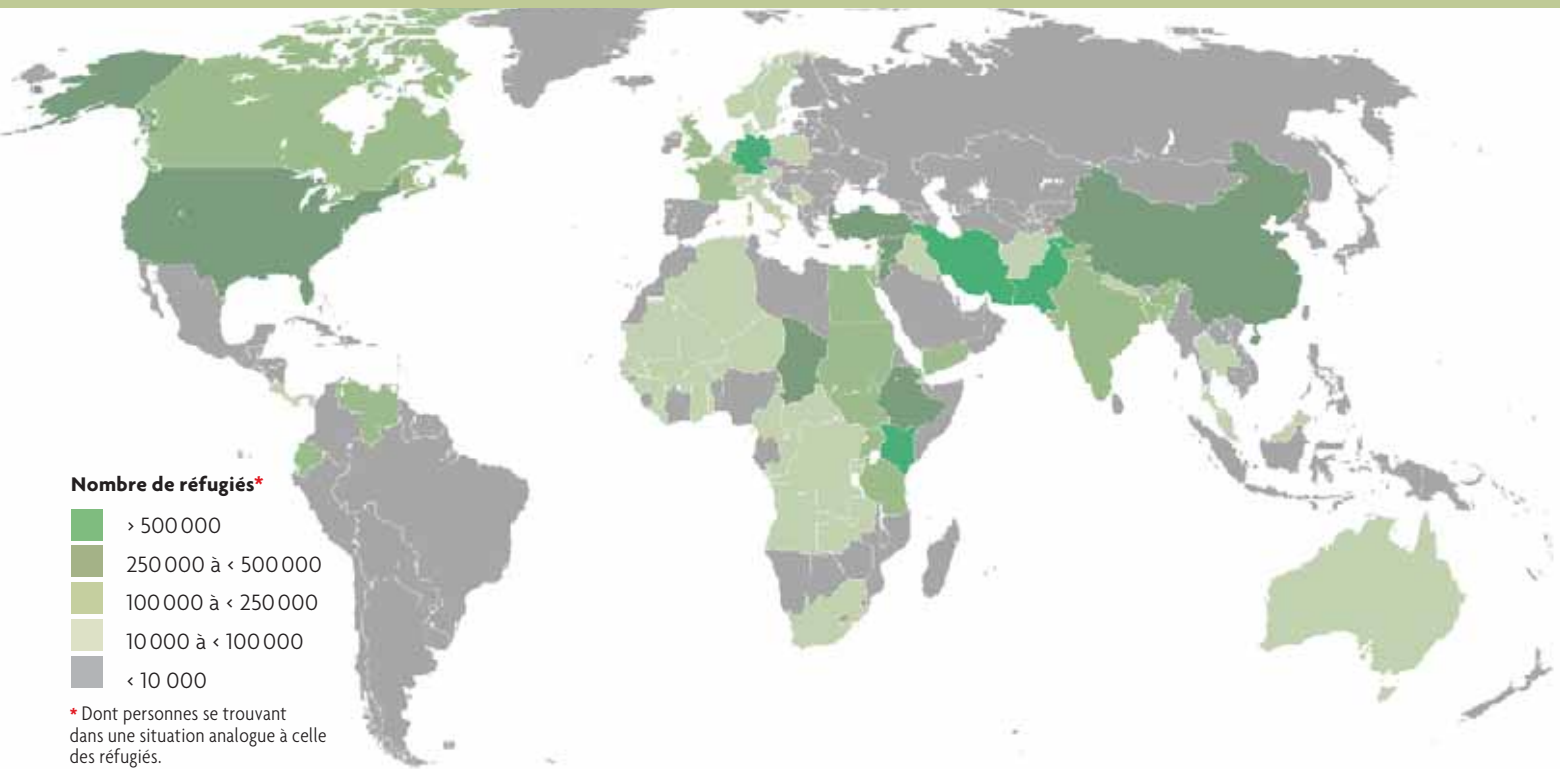 Nombre de réfugiés*
> 500 000
250 000 à < 500 000
100 000 à < 250 000
10 000 à < 100 000
< 10 000
* Dont personnes se trouvant
dans une situation analogue à celle
des réfugiés.